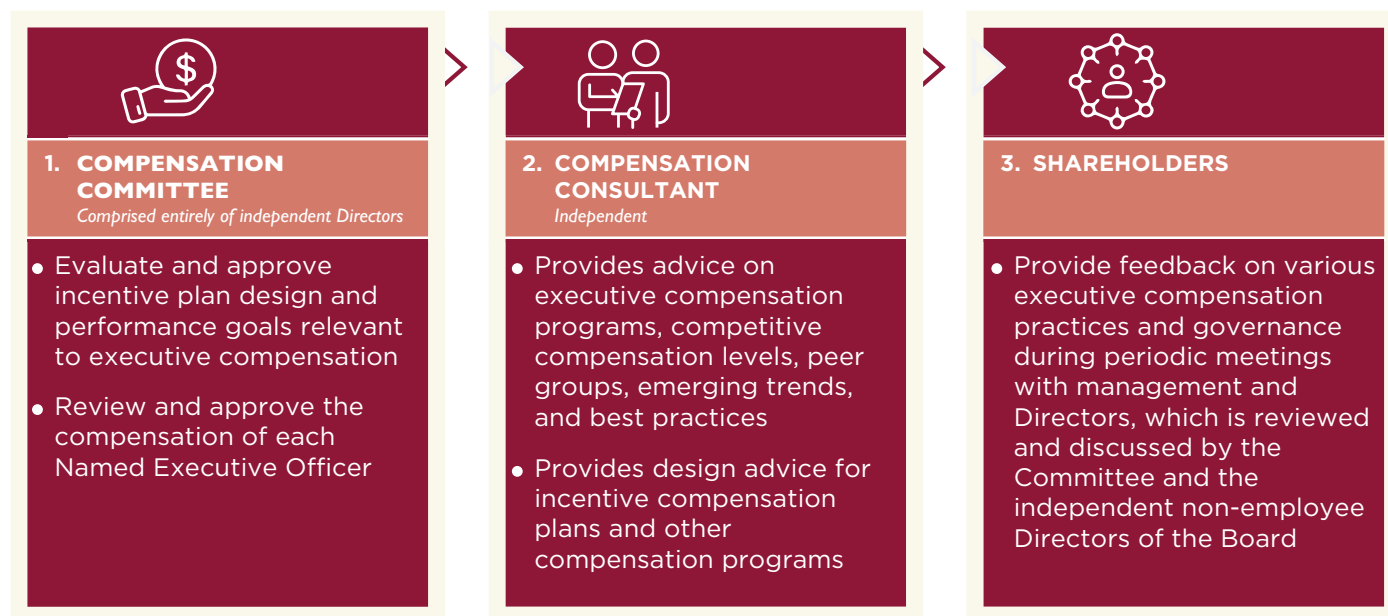 $
1. COMPENSATION
COMMITTEE
Comprised entirely of independent Directors
• Evaluate and approve
incentive plan design and
performance goals relevant
to executive compensation
• Review and approve the
compensation of each
Named Executive Officer
2. COMPENSATION
CONSULTANT
Independent
• Provides advice on
executive compensation
programs, competitive
compensation levels, peer
groups, emerging trends,
and best practices
• Provides design advice for
incentive compensation
plans and other
compensation programs
3. SHAREHOLDERS
• Provide feedback on various
executive compensation
practices and governance
during periodic meetings
with management and
Directors, which is reviewed
and discussed by the
Committee and the
independent non-employee
Directors of the Board